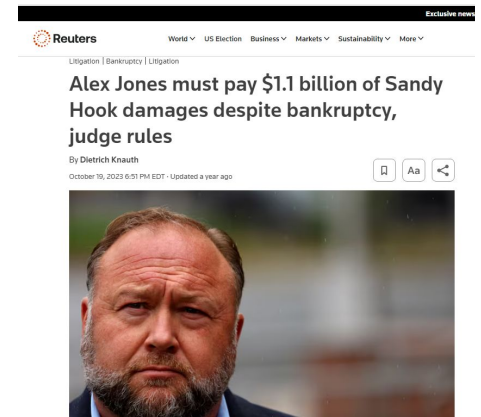 Exclusive news
Reuters
World US Election Business Markets Sustainability More
Litigation | Bankruptcy | Litigation
Alex Jones must pay $1.1 billion of Sandy
Hook damages despite bankruptcy,
judge rules
By Dietrich Knauth
October 19, 2023 6:51 PM EDT · Updated a year ago
Aa